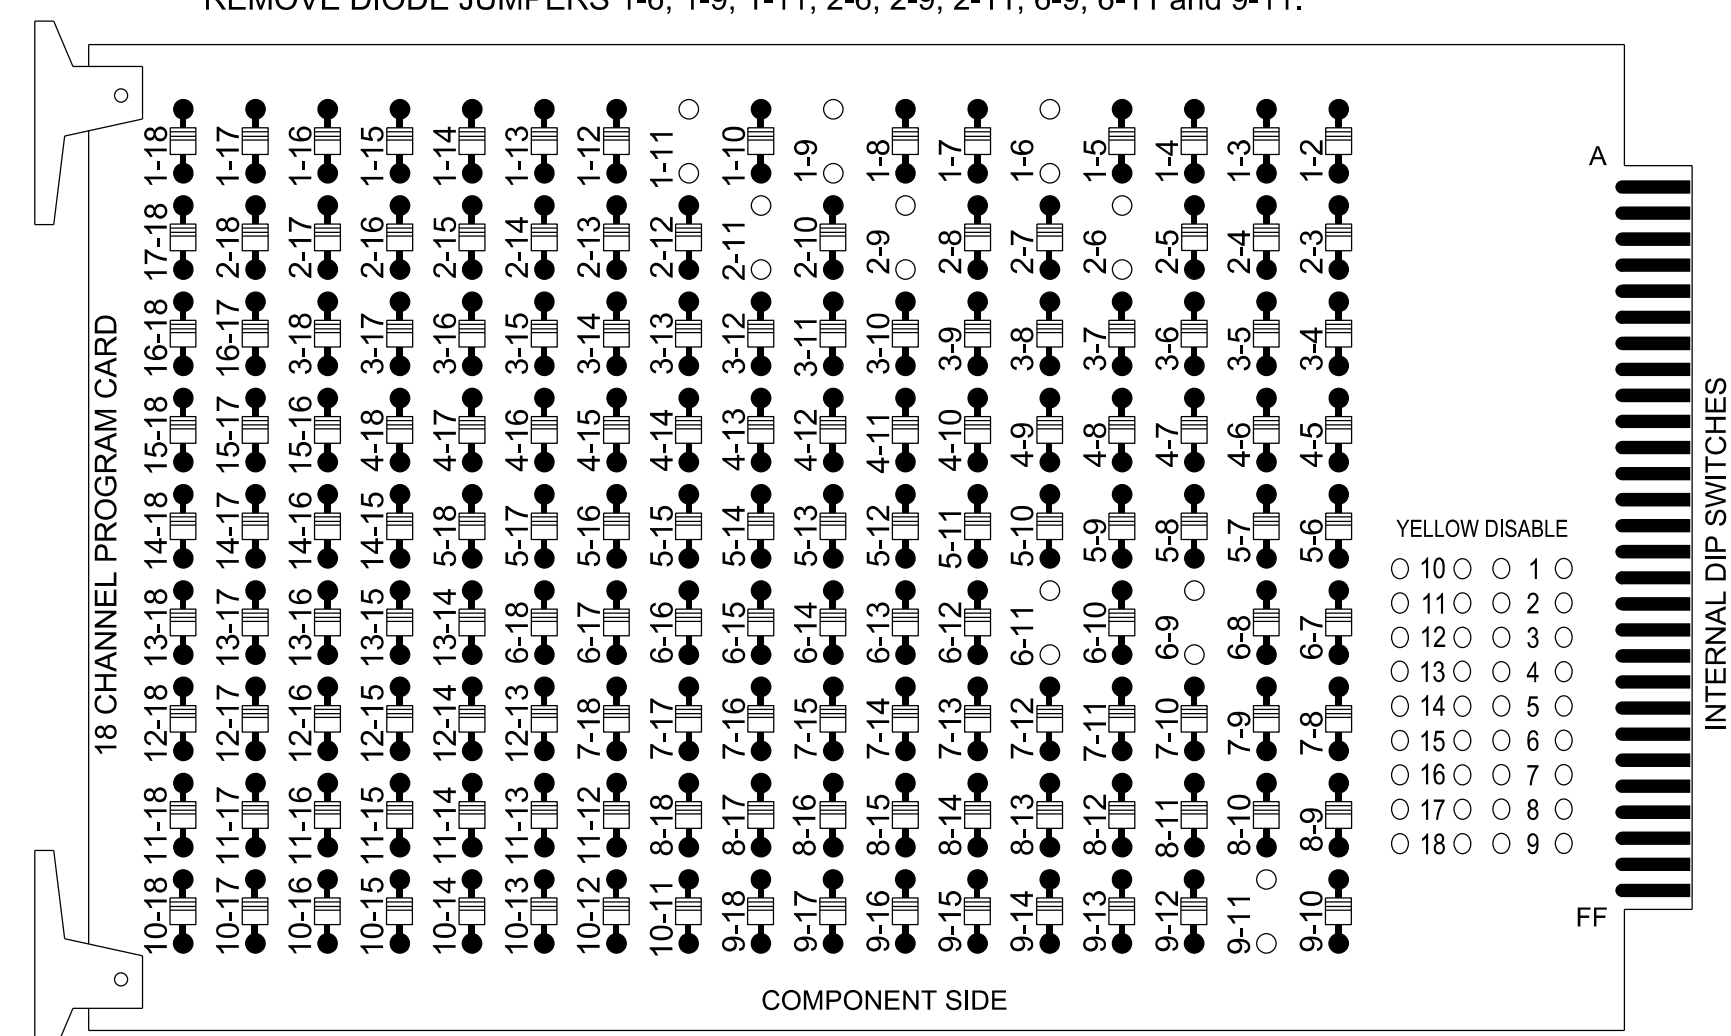 REMOVE DIODE JUMPERS 1-6, 1-9, 1-11, 2-6, 2-9, 2-11, 6-9, 6-11 and 9-11.
1-18 1-17 1-16 1-15 1-14 1-13 1-12 1-11 1-10 1-9 1-8 1-7 1-6 1-5 1-4 1-3 1-2
17-18 2-18 2-17 2-16 2-15 2-14 2-13 2-12 2-11 2-10 2-9 2-8 2-7 2-6 2-5 2-4 2-3
16-18 16-17 3-18 3-17 3-16 3-15 3-14 3-13 3-12 3-11 3-10 3-9 3-8 3-7 3-6 3-5 3-4
15-18 15-17 15-16 4-18 4-17 4-16 4-15 4-14 4-13 4-12 4-11 4-10 4-9 4-8 4-7 4-6 4-5
14-18 14-17 14-16 14-15 5-18 5-17 5-16 5-15 5-14 5-13 5-12 5-11 5-10 5-9 5-8 5-7 5-6
13-18 13-17 13-16 13-15 13-14 6-18 6-17 6-16 6-15 6-14 6-13 6-12 6-11 6-10 6-9 6-8 6-7
12-18 12-17 12-16 12-15 12-14 12-13 7-18 7-17 7-16 7-15 7-14 7-13 7-12 7-11 7-10 7-9 7-8
11-18 11-17 11-16 11-15 11-14 11-13 11-12 8-18 8-17 8-16 8-15 8-14 8-13 8-12 8-11 8-10 8-9
10-18 10-17 10-16 10-15 10-14 10-13 10-12 10-11 9-18 9-17 9-16 9-15 9-14 9-13 9-12 9-11 9-10
18 CHANNEL PROGRAM CARD
A
YELLOW DISABLE
10 1
11 2
12 3
13 4
14 5
15 6
16 7
17 8
18 9
FF
INTERNAL DIP SWITCHES
COMPONENT SIDE